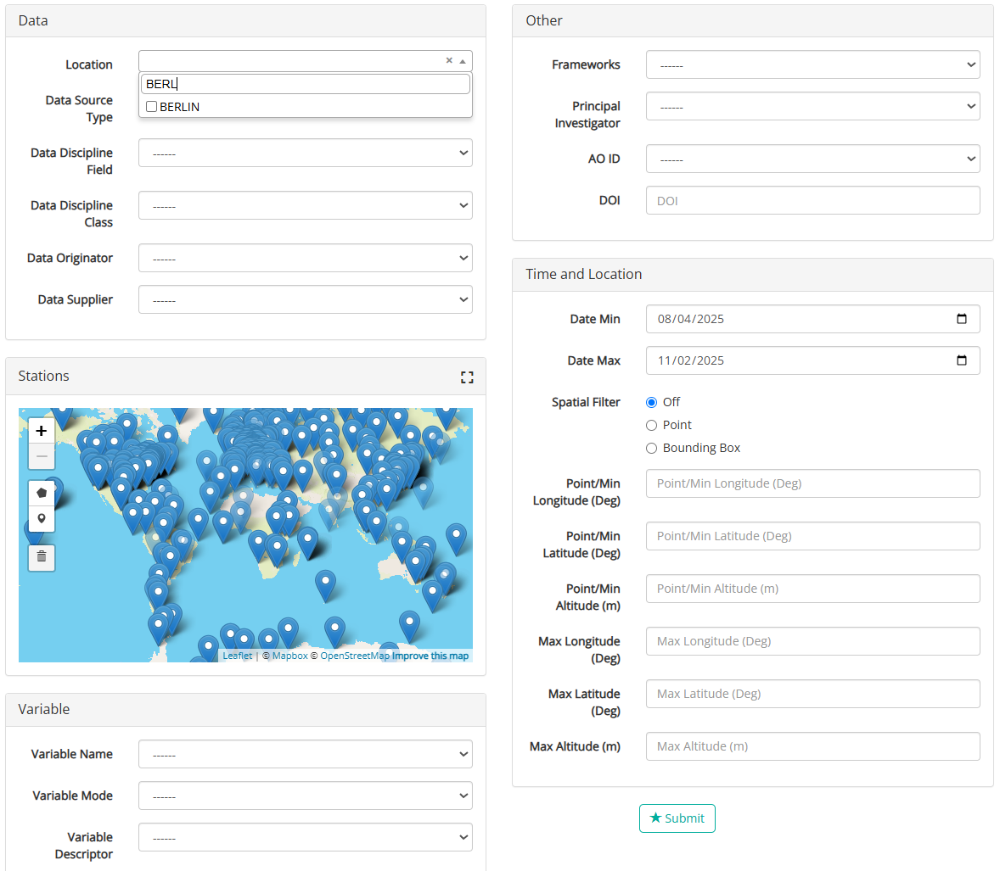 Data
Location
×
BERL
BERLIN
Data Source
Type
Data Discipline
Field
------
Data Discipline
Class
------
Data Originator
------
Data Supplier
------
Stations
+
−
Leaflet | © Mapbox © OpenStreetMap Improve this map
Variable
Variable Name
------
Variable Mode
------
Variable
Descriptor
------
Other
Frameworks
------
Principal
Investigator
------
AO ID
------
DOI
DOI
Time and Location
Date Min
08/04/2025
Date Max
11/02/2025
Spatial Filter
Off
Point
Bounding Box
Point/Min
Longitude (Deg)
Point/Min Longitude (Deg)
Point/Min
Latitude (Deg)
Point/Min Latitude (Deg)
Point/Min
Altitude (m)
Point/Min Altitude (m)
Max Longitude
(Deg)
Max Longitude (Deg)
Max Latitude
(Deg)
Max Latitude (Deg)
Max Altitude (m)
Max Altitude (m)
★ Submit